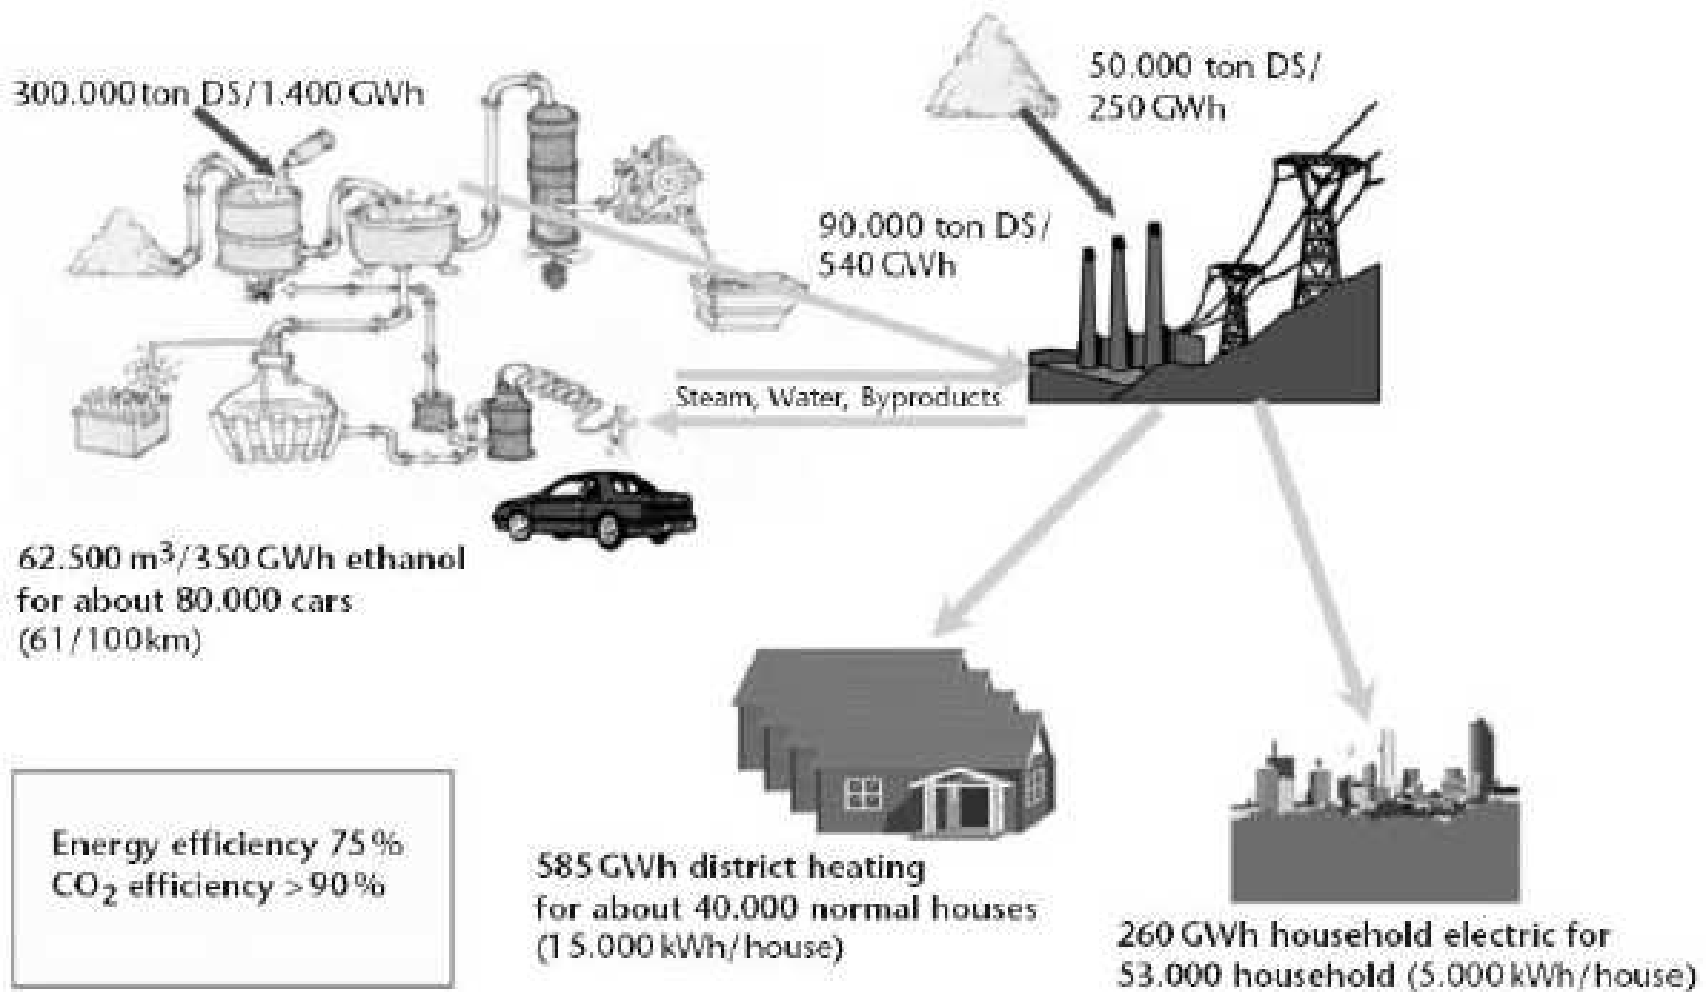 300.000 ton DS/1.400 GWh
50.000 ton DS/
250 GWh
90.000 ton DS/
540 GWh
Steam, Water, Byproducts
62.500 m³/350 GWh ethanol
for about 80.000 cars
(61/100km)
Energy efficiency 75%
CO₂ efficiency >90%
585 GWh district heating
for about 40.000 normal houses
(15.000 kWh/house)
260 GWh household electric for
53.000 household (5.000 kWh/house)